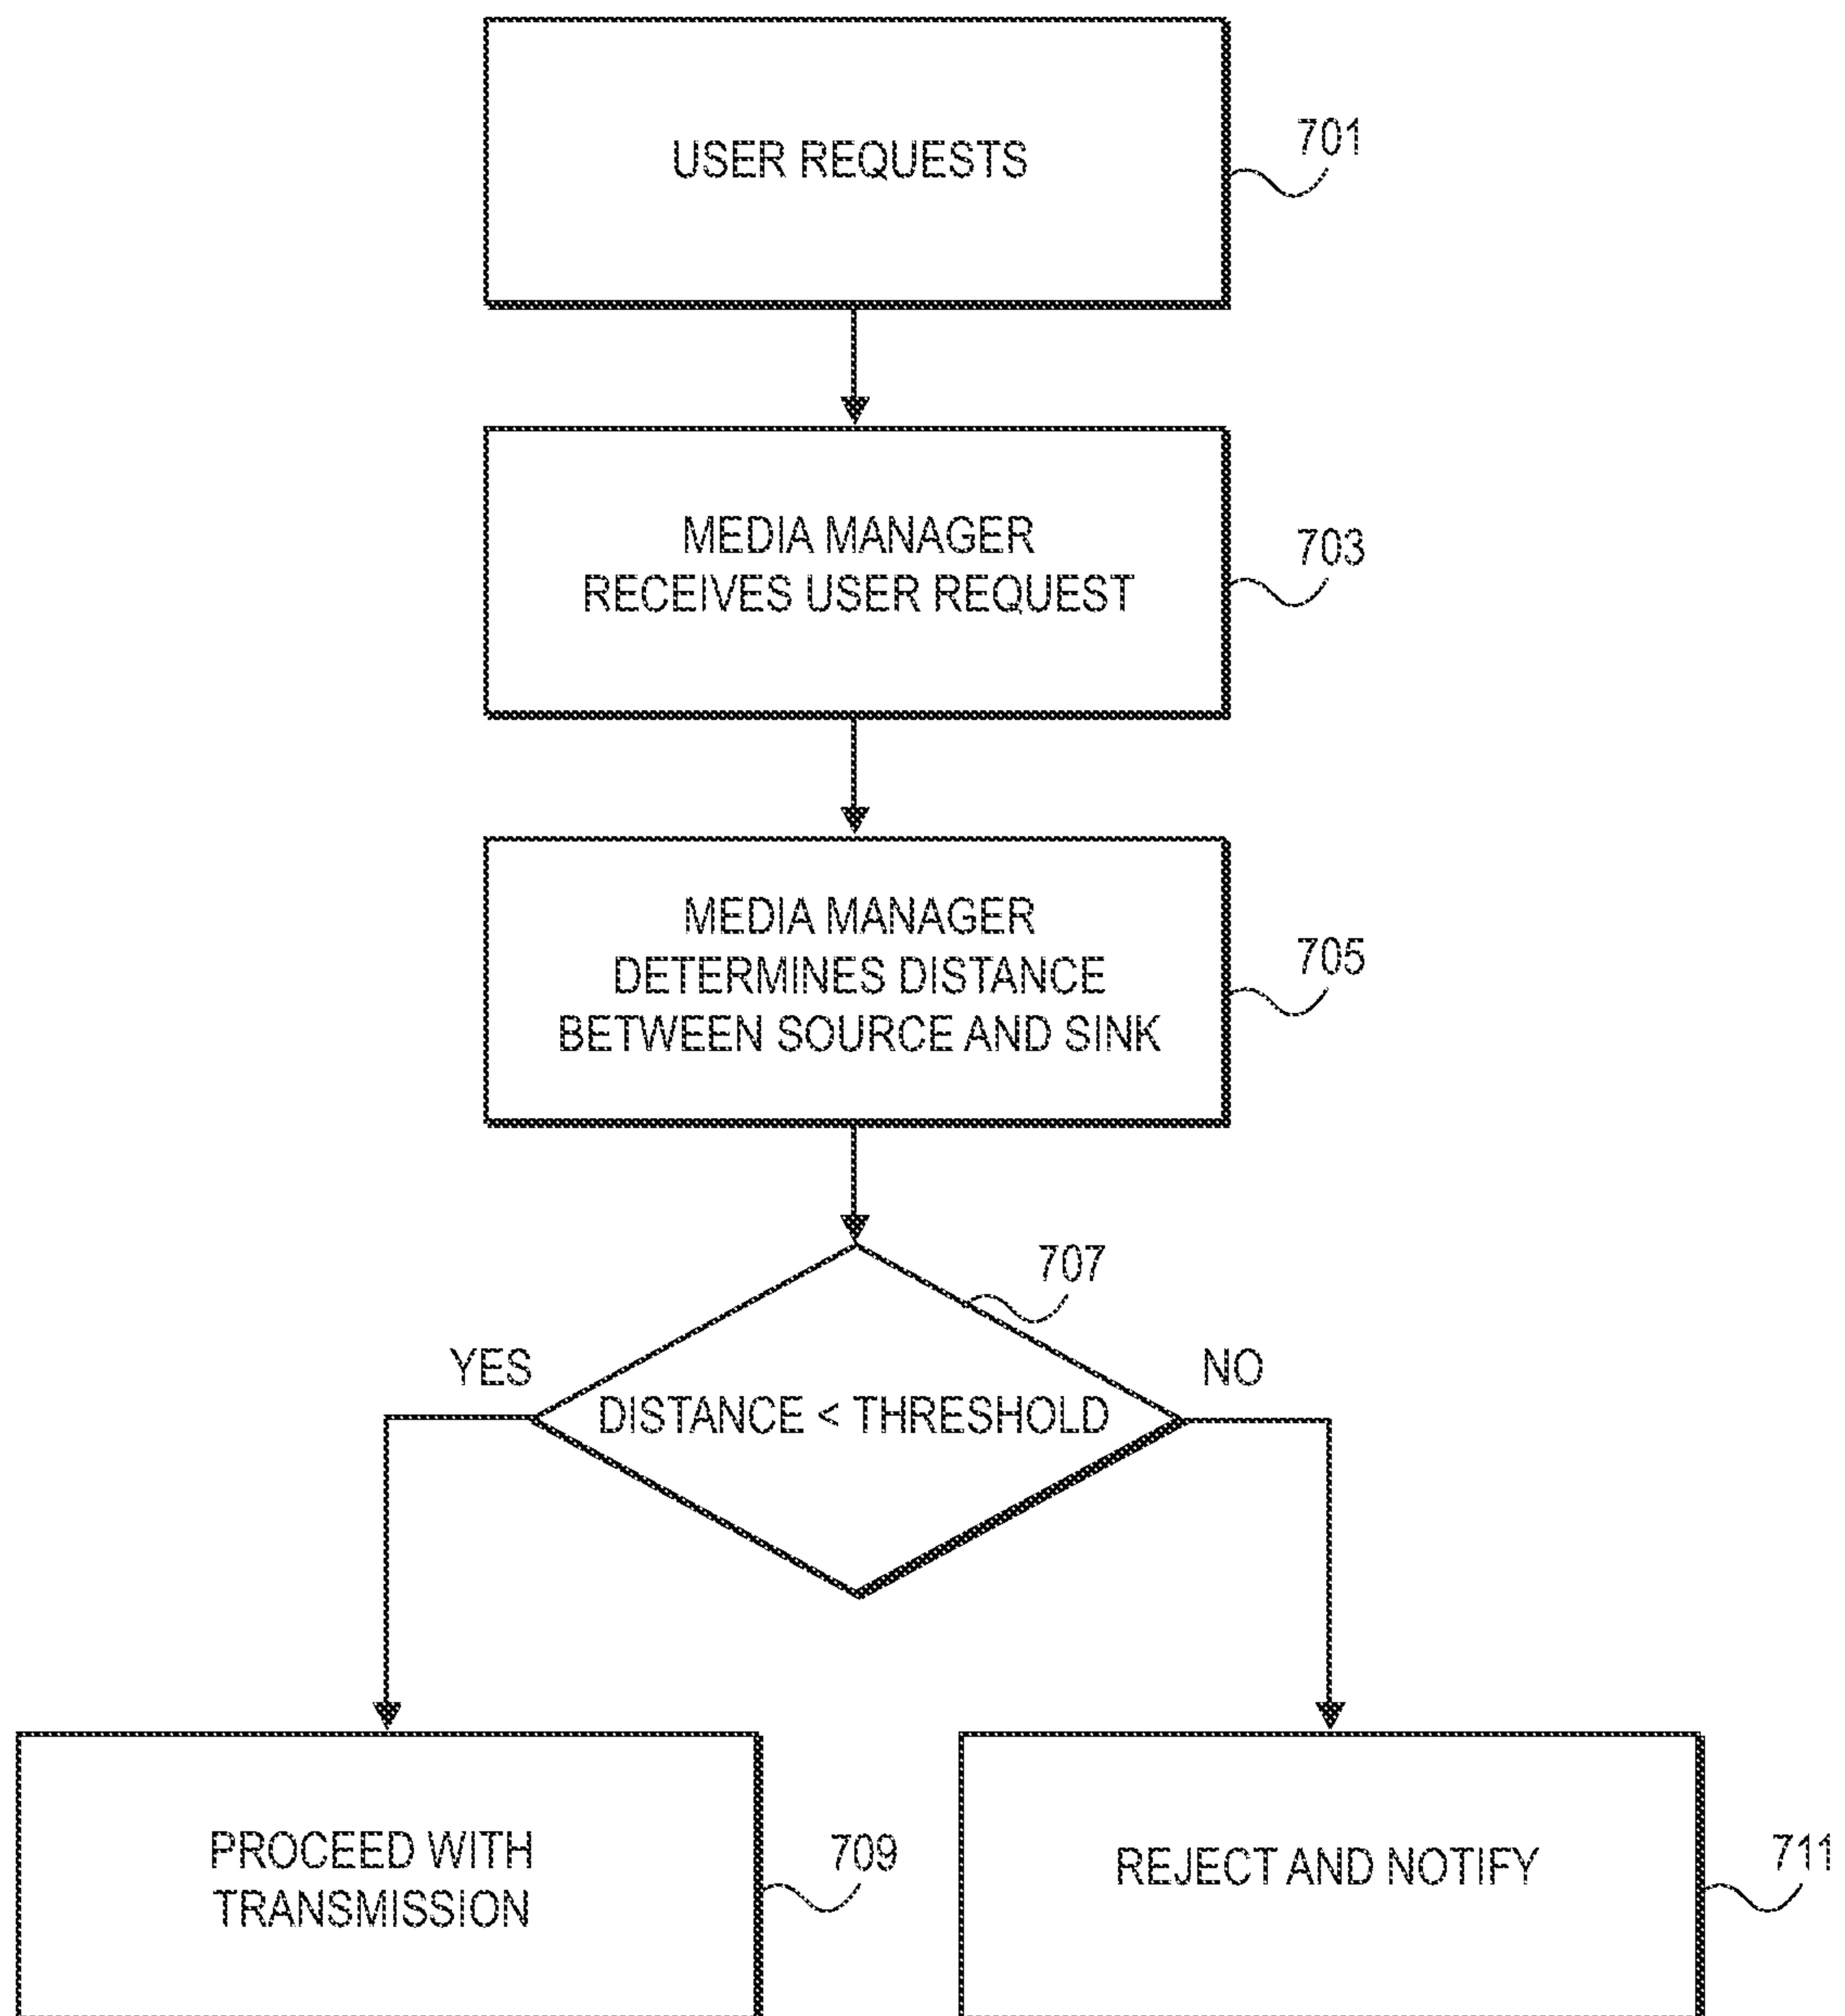 USER REQUESTS
701
MEDIA MANAGER
RECEIVES USER REQUEST
703
MEDIA MANAGER
DETERMINES DISTANCE
BETWEEN SOURCE AND SINK
705
707
YES
NO
DISTANCE < THRESHOLD
PROCEED WITH
TRANSMISSION
709
REJECT AND NOTIFY
711